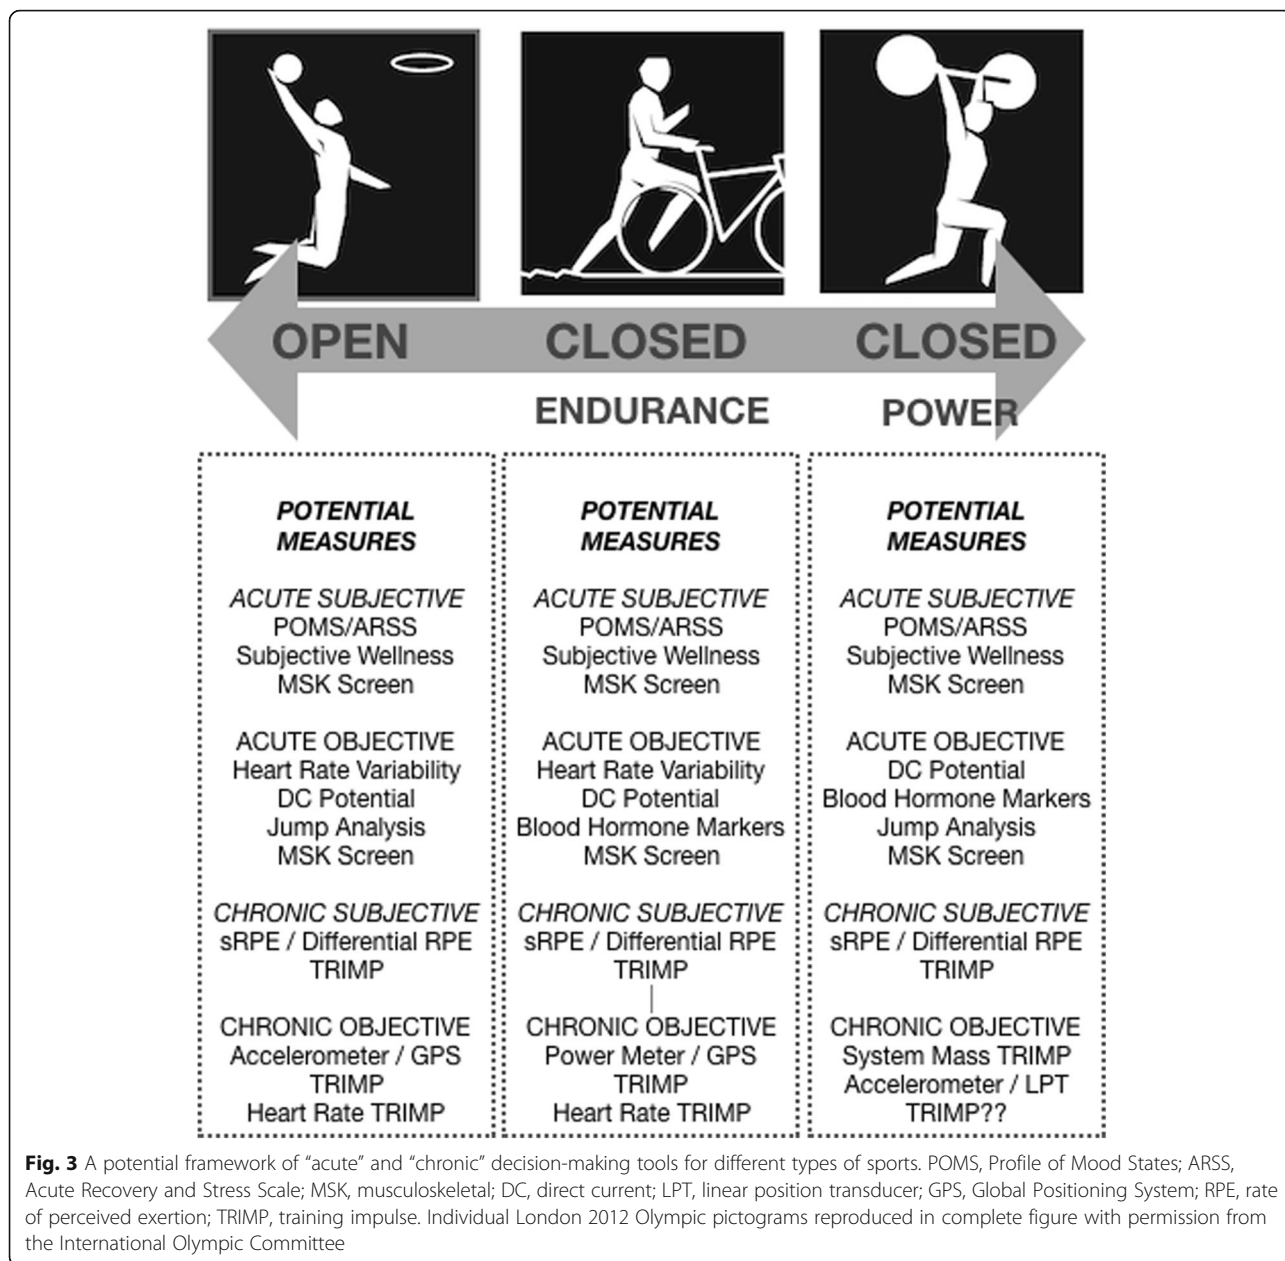 OPEN
CLOSED
CLOSED
ENDURANCE
POWER
POTENTIAL
MEASURES
ACUTE SUBJECTIVE
POMS/ARSS
Subjective Wellness
MSK Screen
ACUTE OBJECTIVE
Heart Rate Variability
DC Potential
Jump Analysis
MSK Screen
CHRONIC SUBJECTIVE
sRPE / Differential RPE
TRIMP
CHRONIC OBJECTIVE
Accelerometer / GPS
TRIMP
Heart Rate TRIMP
POTENTIAL
MEASURES
ACUTE SUBJECTIVE
POMS/ARSS
Subjective Wellness
MSK Screen
ACUTE OBJECTIVE
Heart Rate Variability
DC Potential
Blood Hormone Markers
MSK Screen
CHRONIC SUBJECTIVE
sRPE / Differential RPE
TRIMP
CHRONIC OBJECTIVE
Power Meter / GPS
TRIMP
Heart Rate TRIMP
POTENTIAL
MEASURES
ACUTE SUBJECTIVE
POMS/ARSS
Subjective Wellness
MSK Screen
ACUTE OBJECTIVE
DC Potential
Blood Hormone Markers
Jump Analysis
MSK Screen
CHRONIC SUBJECTIVE
sRPE / Differential RPE
TRIMP
CHRONIC OBJECTIVE
System Mass TRIMP
Accelerometer / LPT
TRIMP??
Fig. 3 A potential framework of “acute” and “chronic” decision-making tools for different types of sports. POMS, Profile of Mood States; ARSS,
Acute Recovery and Stress Scale; MSK, musculoskeletal; DC, direct current; LPT, linear position transducer; GPS, Global Positioning System; RPE, rate
of perceived exertion; TRIMP, training impulse. Individual London 2012 Olympic pictograms reproduced in complete figure with permission from
the International Olympic Committee